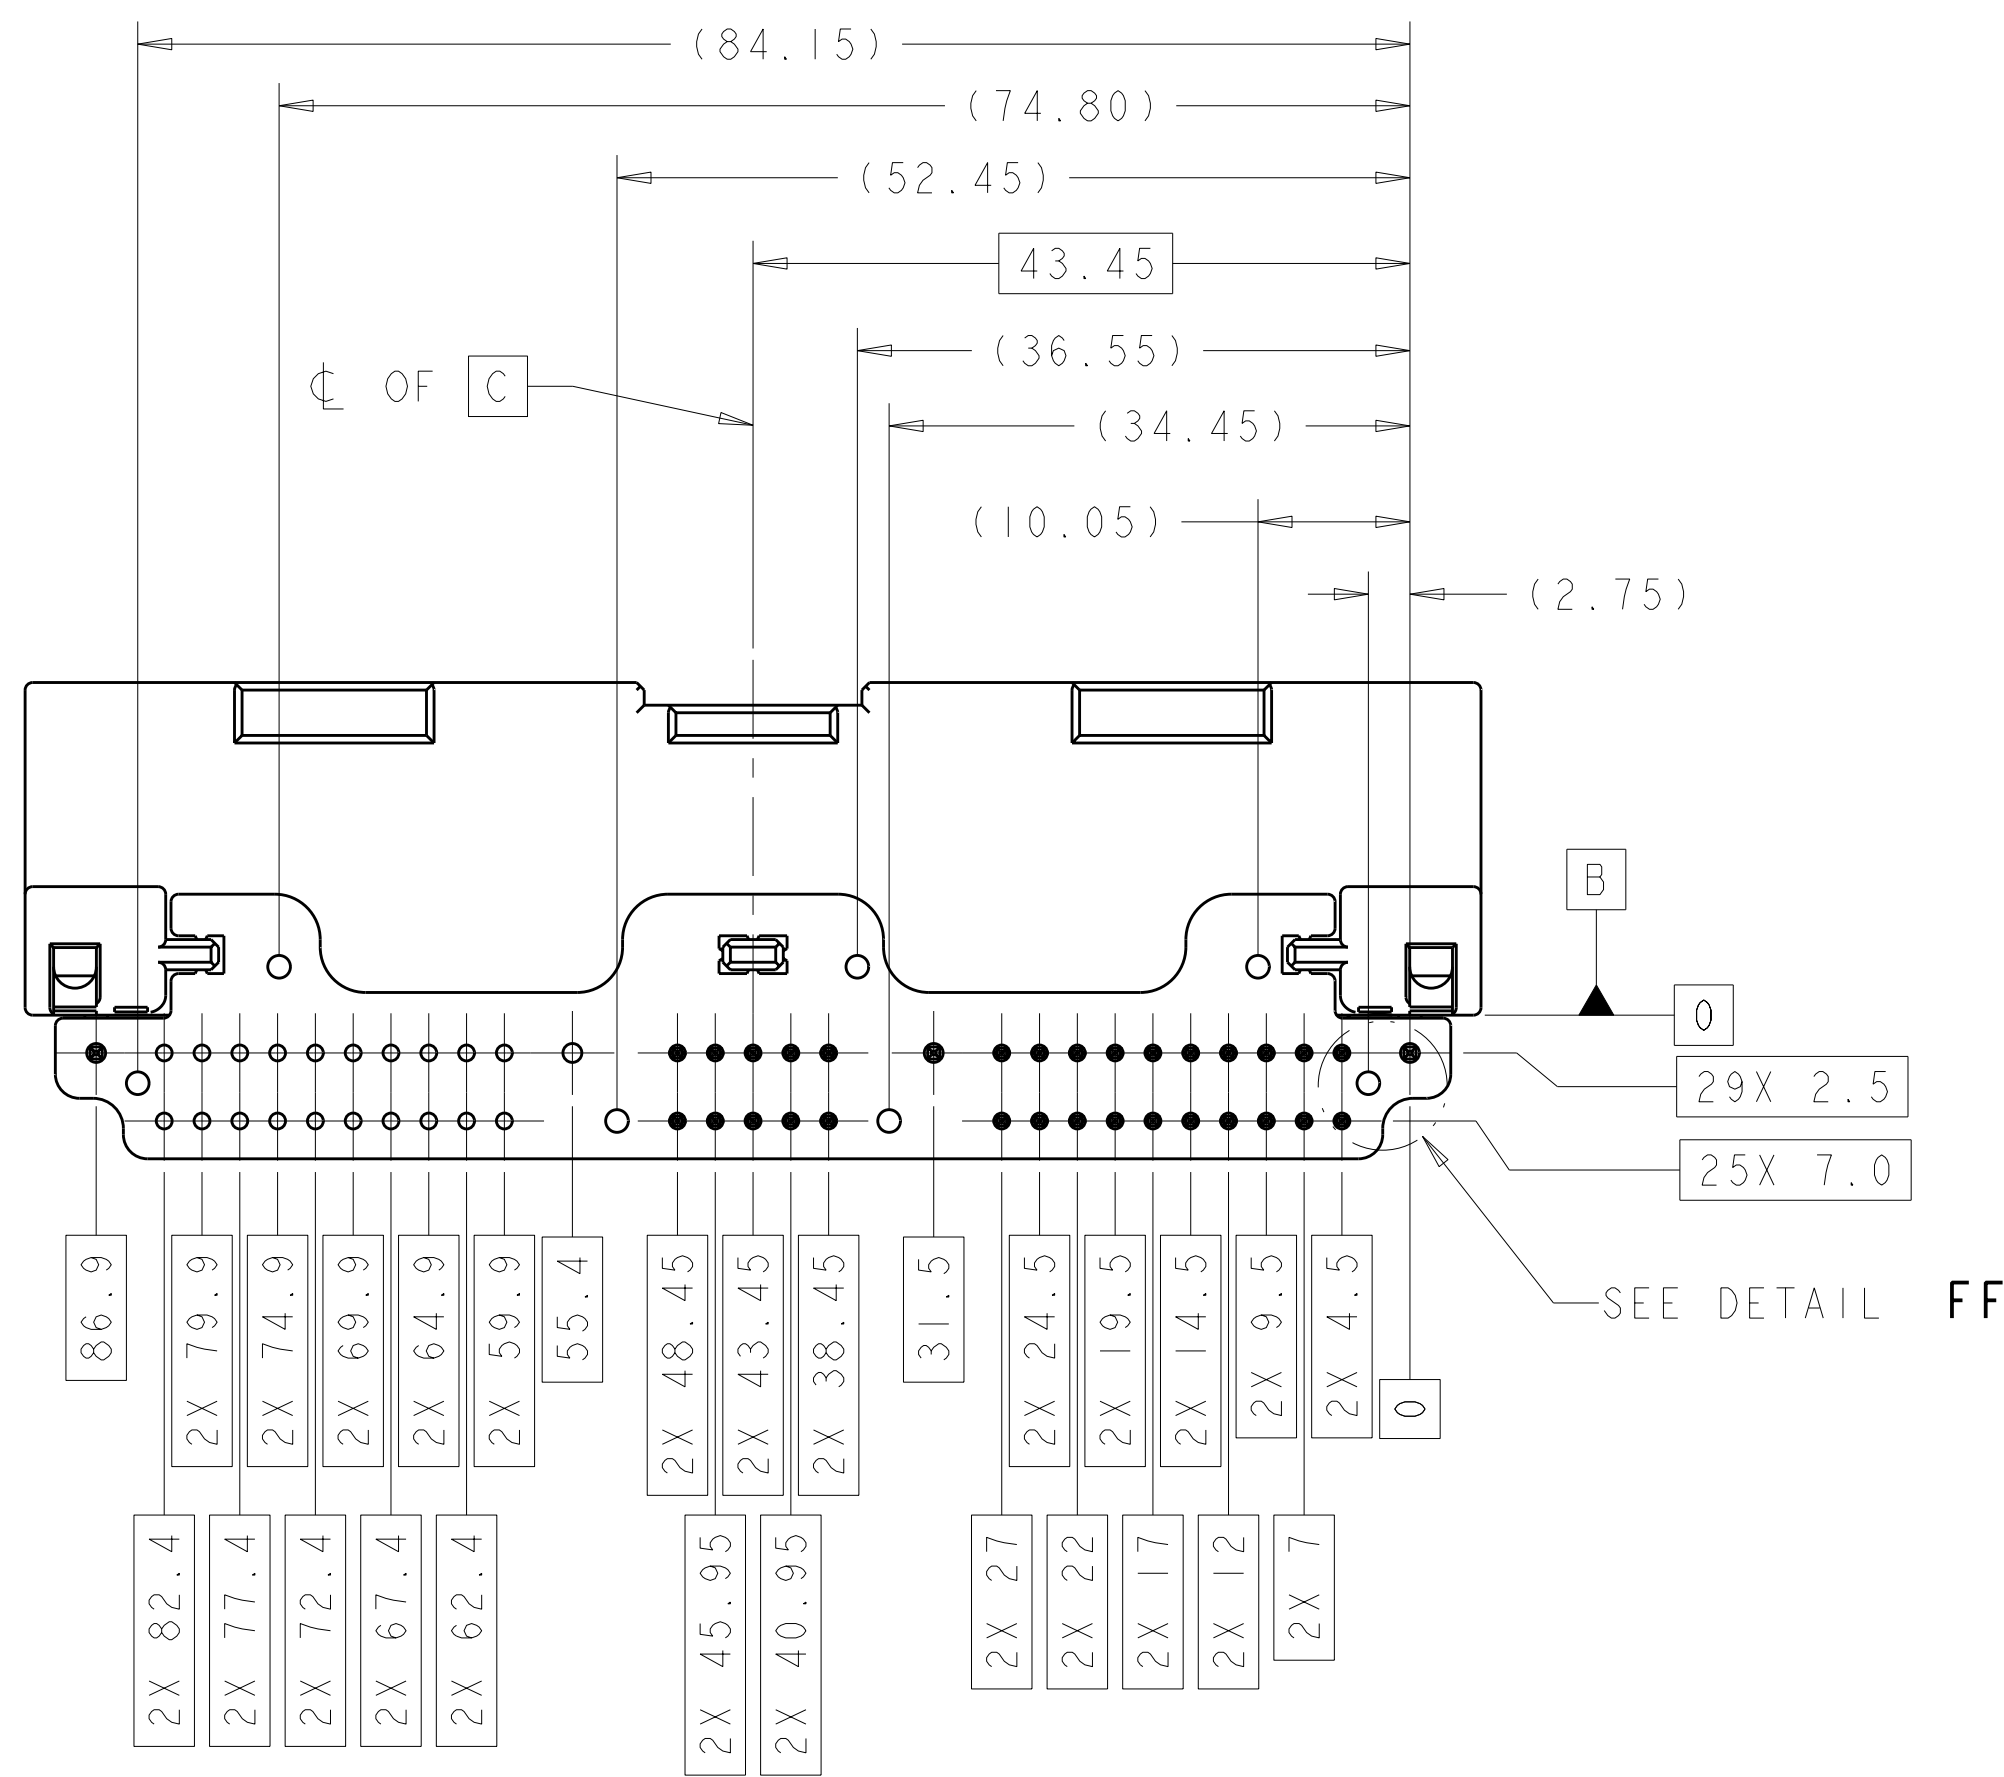 (84.15)
(74.80)
(52.45)
43.45
(36.55)
℄ OF C
(34.45)
(10.05)
(2.75)
B
0
29X 2.5
25X 7.0
SEE DETAIL FF
86.9
2X 82.4
2X 79.9
2X 77.4
2X 74.9
2X 72.4
2X 69.9
2X 67.4
2X 64.9
2X 62.4
2X 59.9
55.4
2X 48.45
2X 45.95
2X 43.45
2X 40.95
2X 38.45
31.5
2X 27
2X 24.5
2X 22
2X 19.5
2X 17
2X 14.5
2X 12
2X 9.5
2X 7
2X 4.5
0